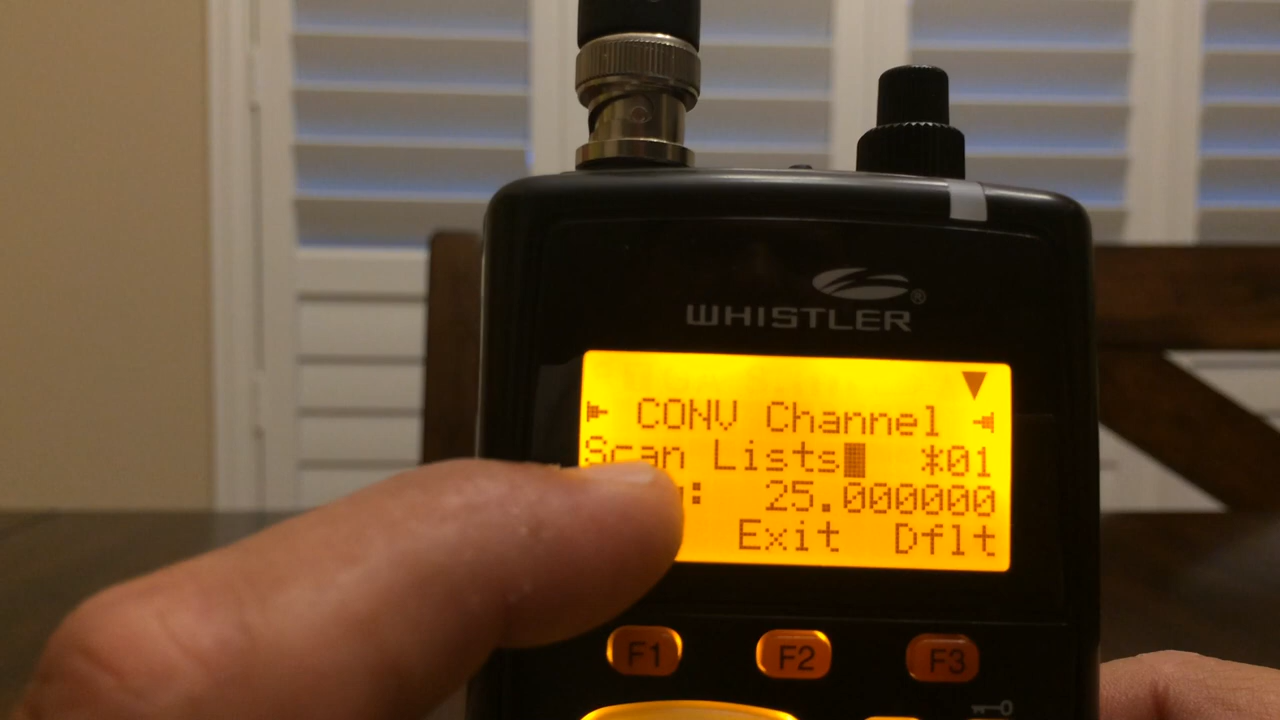 WHISTLER®
CONV Channel
Scan Lists *01
: 25.000000
Exit Dflt
F1 F2 F3